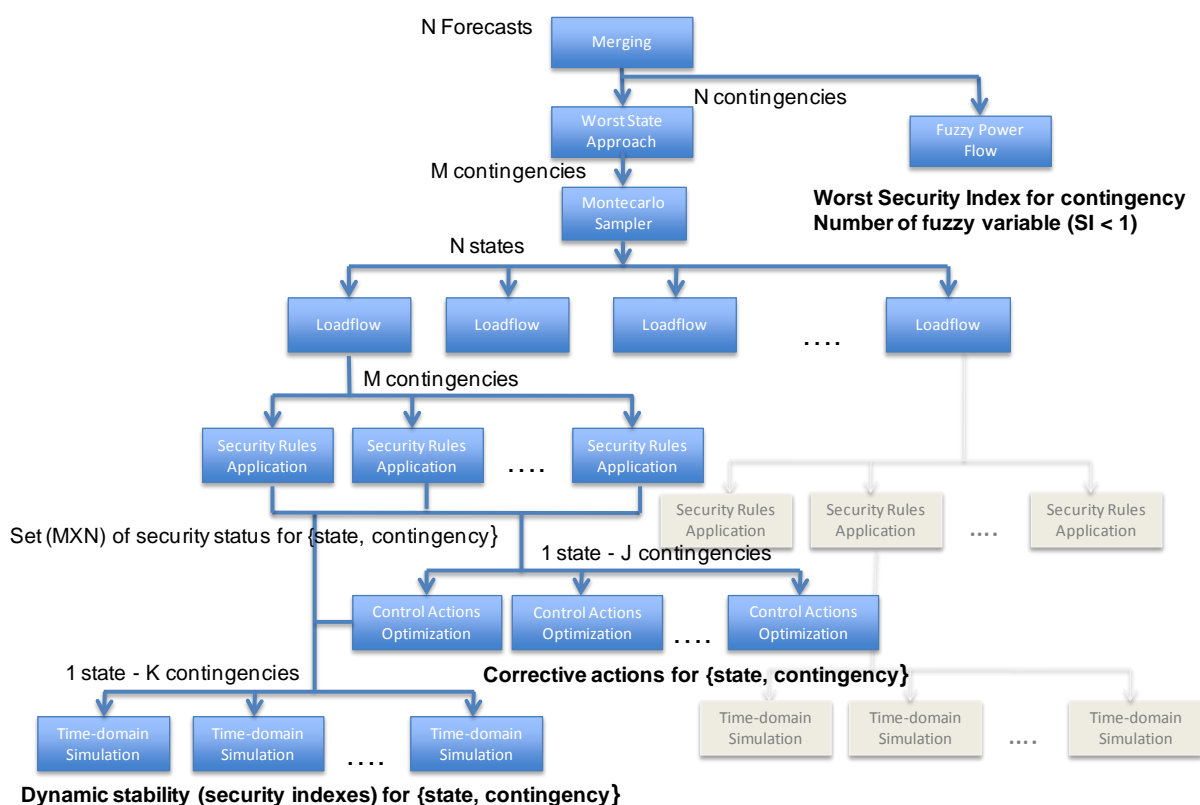 N Forecasts
Merging
N contingencies
Worst State
Approach
Fuzzy Power
Flow
M contingencies
Montecarlo
Sampler
Worst Security Index for contingency
Number of fuzzy variable (SI < 1)
N states
Loadflow
Loadflow
Loadflow
....
Loadflow
M contingencies
Security Rules
Application
Security Rules
Application
....
Security Rules
Application
Security Rules
Application
Security Rules
Application
....
Security Rules
Application
Set (MXN) of security status for {state, contingency}
1 state - J contingencies
Control Actions
Optimization
Control Actions
Optimization
....
Control Actions
Optimization
1 state - K contingencies
Corrective actions for {state, contingency}
Time-domain
Simulation
Time-domain
Simulation
....
Time-domain
Simulation
Time-domain
Simulation
Time-domain
Simulation
....
Time-domain
Simulation
Dynamic stability (security indexes) for {state, contingency}